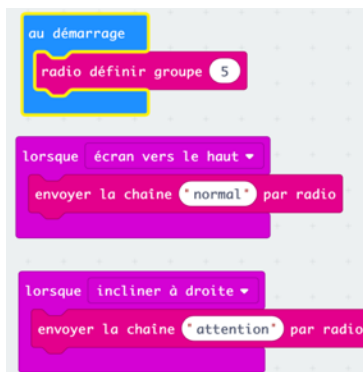 au démarrage
radio définir groupe 5
lorsque écran vers le haut
envoyer la chaîne "normal" par radio
lorsque incliner à droite
envoyer la chaîne "attention" par radio